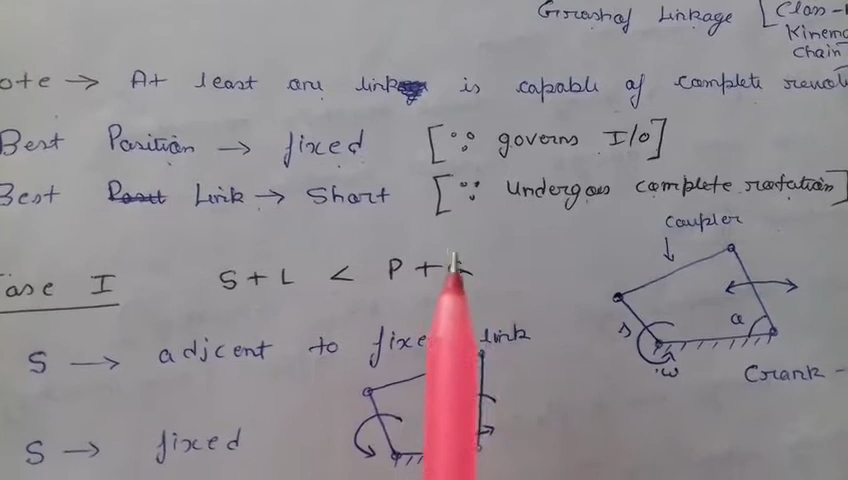 Grashof Linkage [Class-
Kinema
Chain
ote → At least one link is capable of complete revol
Best Position → fixed [∵ governs I/O]
Best Link → Short [∵ undergoes complete rotation]
coupler
ase I S + L < P +
S → adjcent to fixe link
s
ω
α
Crank -
S → fixed